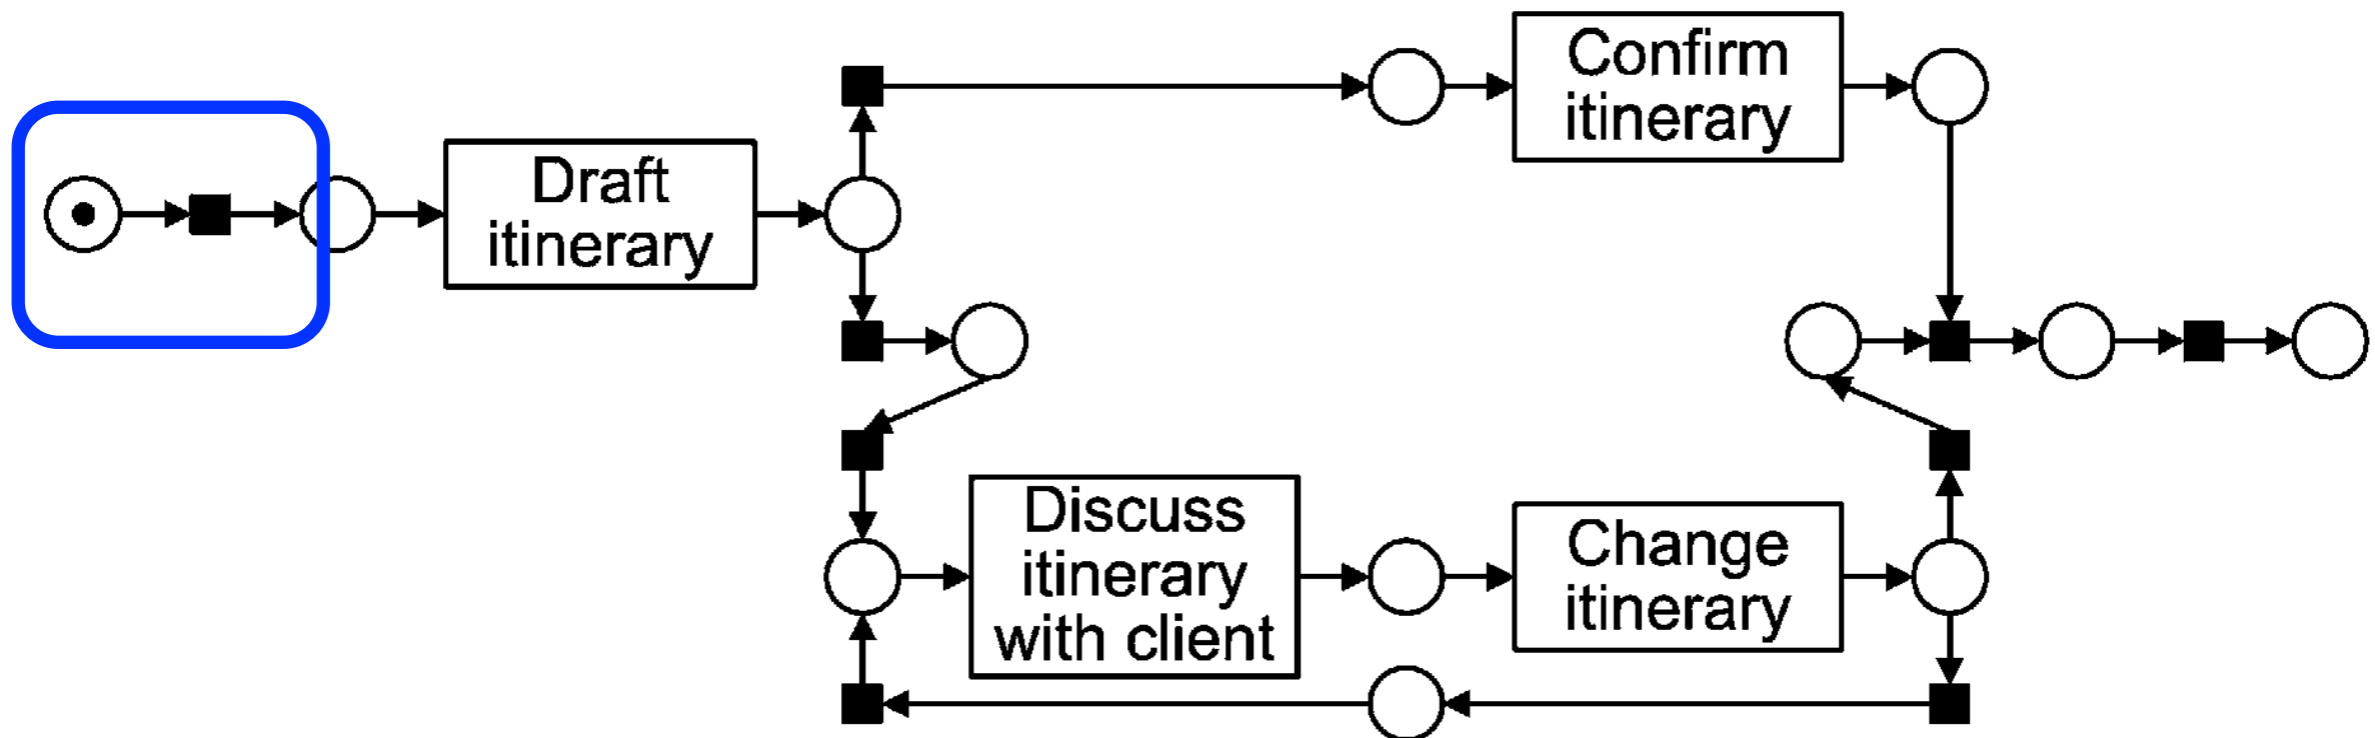 Draft
itinerary
Confirm
itinerary
Discuss
itinerary
with client
Change
itinerary